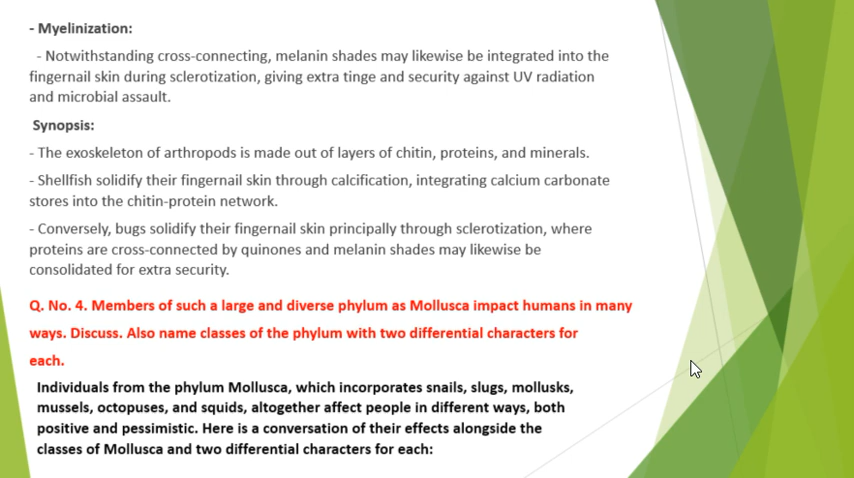 - Myelinization:
- Notwithstanding cross-connecting, melanin shades may likewise be integrated into the
fingernail skin during sclerotization, giving extra tinge and security against UV radiation
and microbial assault.
Synopsis:
- The exoskeleton of arthropods is made out of layers of chitin, proteins, and minerals.
- Shellfish solidify their fingernail skin through calcification, integrating calcium carbonate
stores into the chitin-protein network.
- Conversely, bugs solidify their fingernail skin principally through sclerotization, where
proteins are cross-connected by quinones and melanin shades may likewise be
consolidated for extra security.
Q. No. 4. Members of such a large and diverse phylum as Mollusca impact humans in many
ways. Discuss. Also name classes of the phylum with two differential characters for
each.
Individuals from the phylum Mollusca, which incorporates snails, slugs, mollusks,
mussels, octopuses, and squids, altogether affect people in different ways, both
positive and pessimistic. Here is a conversation of their effects alongside the
classes of Mollusca and two differential characters for each: